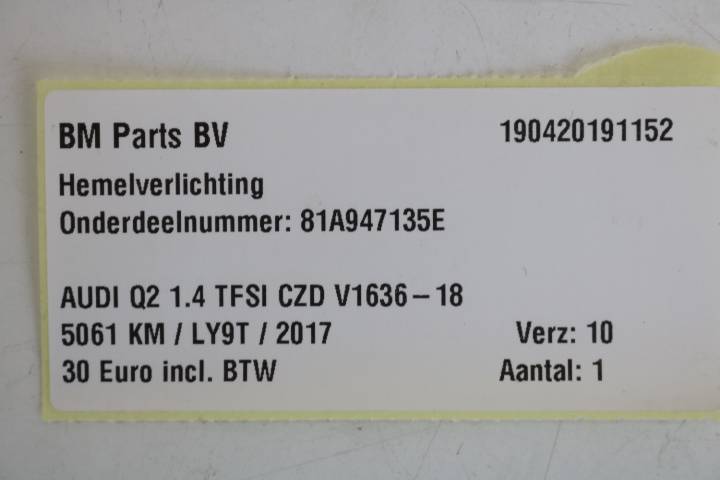 BM Parts BV 190420191152
Hemelverlichting
Onderdeelnummer: 81A947135E
AUDI Q2 1.4 TFSI CZD V1636 – 18
5061 KM / LY9T / 2017 Verz: 10
30 Euro incl. BTW Aantal: 1